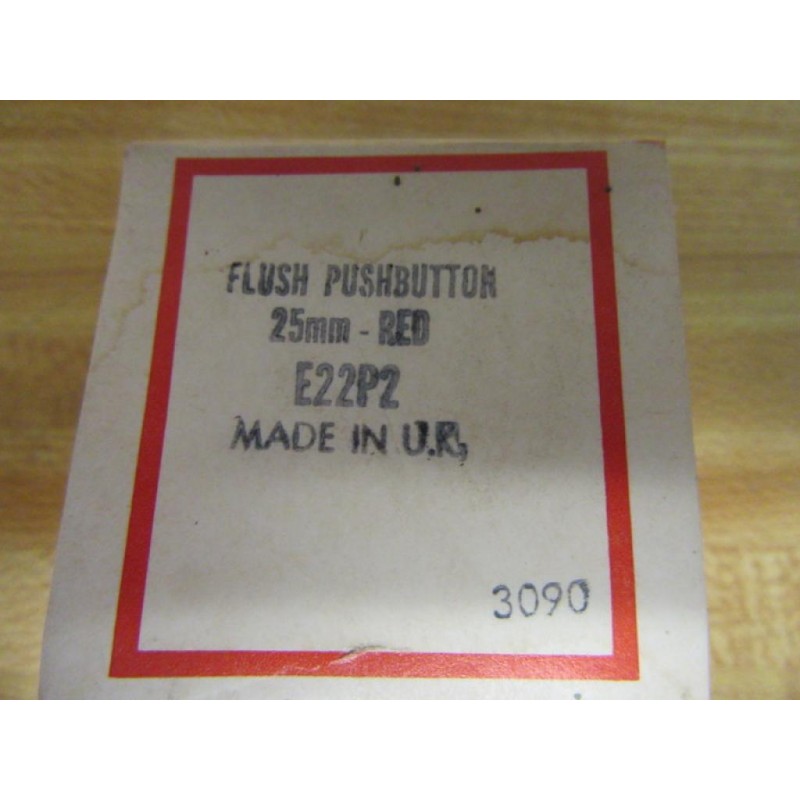 FLUSH PUSHBUTTON
25mm - RED
E22P2
MADE IN U.K.
3090